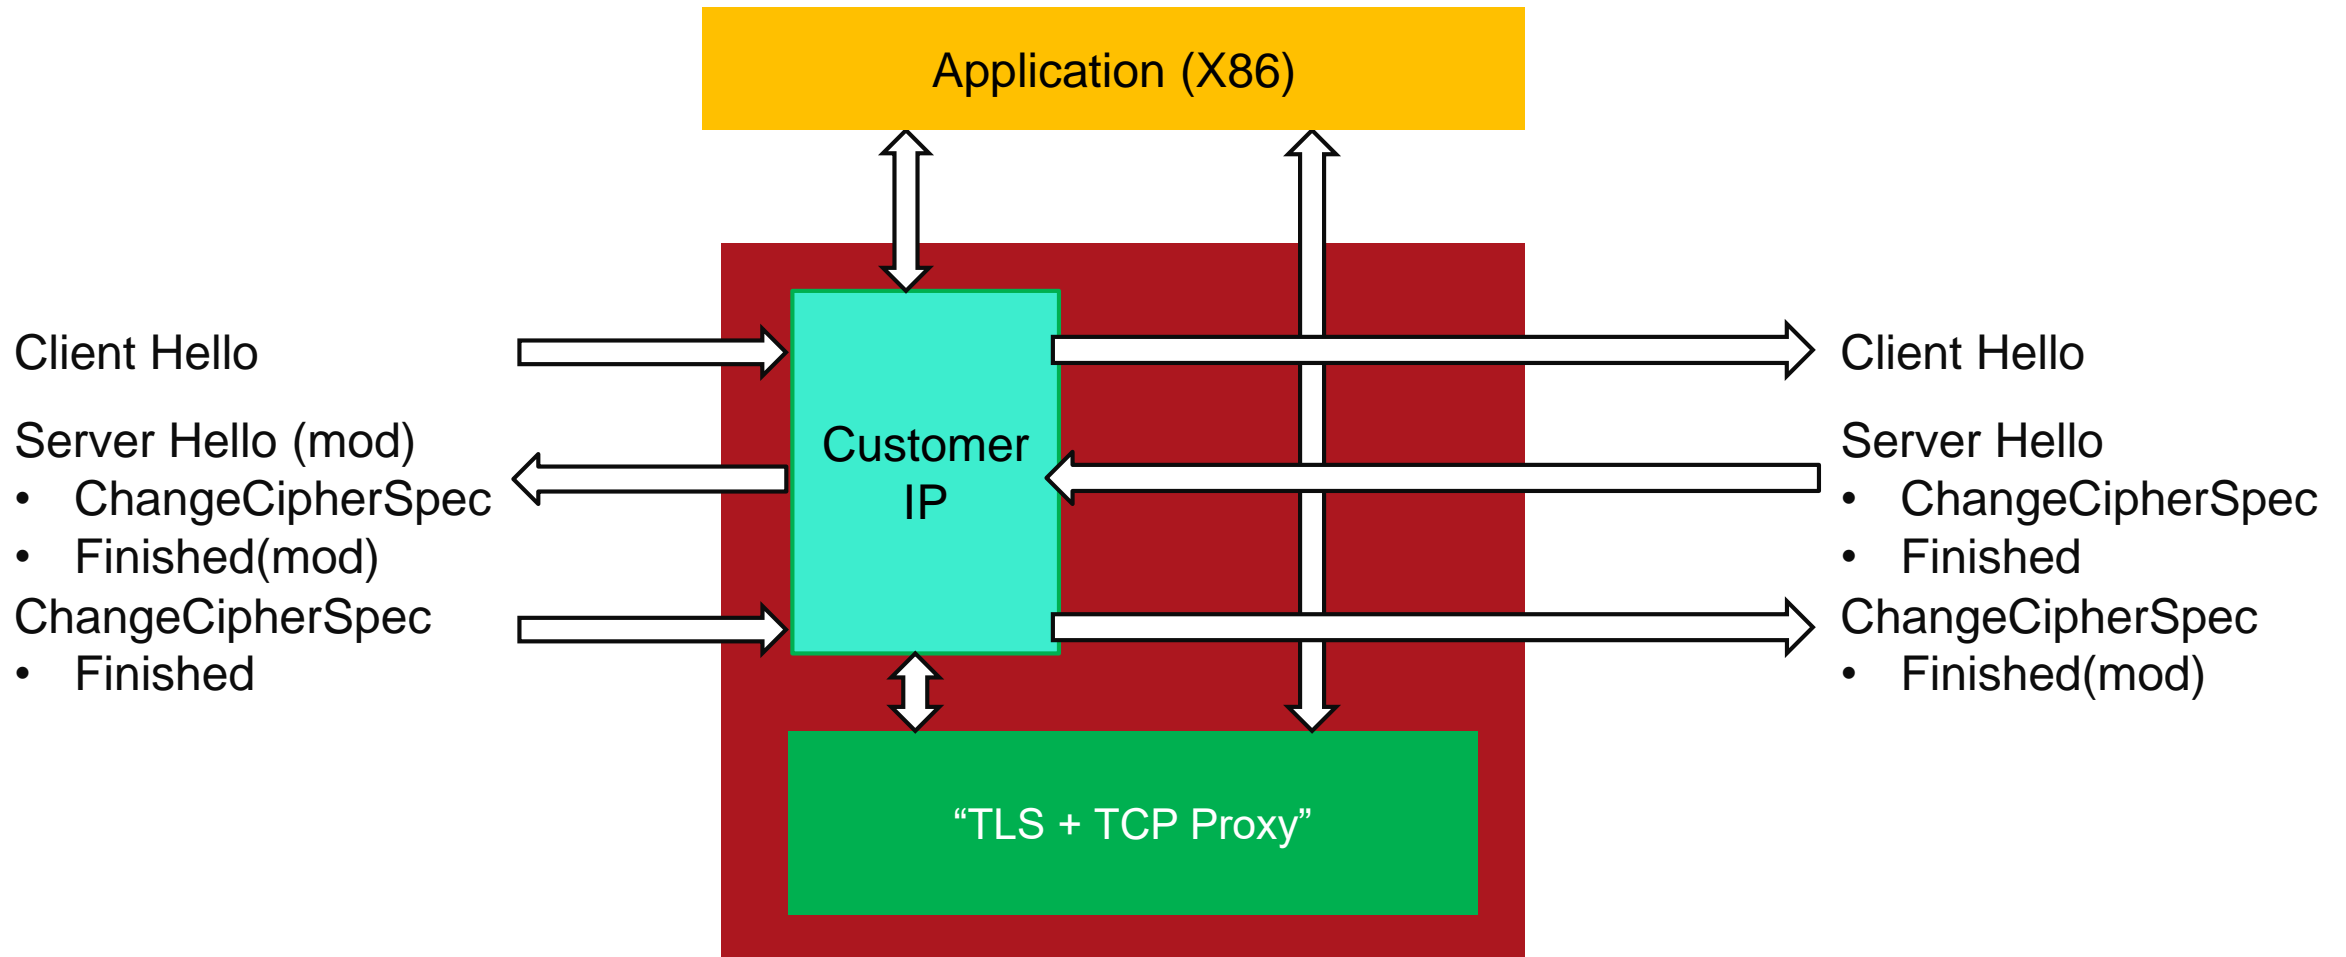 Application (X86)
Client Hello
Server Hello (mod)
• ChangeCipherSpec
• Finished(mod)
ChangeCipherSpec
• Finished
Customer
IP
“TLS + TCP Proxy”
Client Hello
Server Hello
• ChangeCipherSpec
• Finished
ChangeCipherSpec
• Finished(mod)